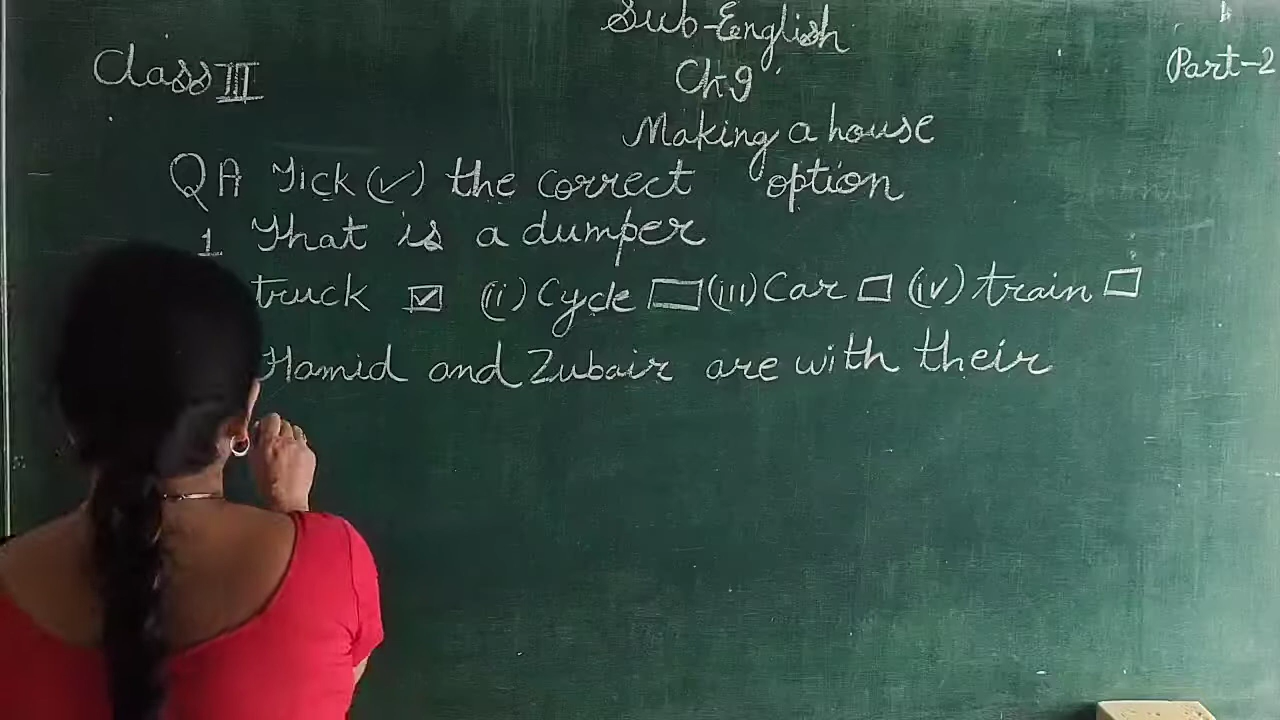 Sub-English
Class III
Part-2
Ch.9
Making a house
Q A Tick (✓) the correct option
1. That is a dumper
truck ☑ (ii) Cycle ☐ (iii) Car ☐ (iv) train ☐
Hamid and Zubair are with their